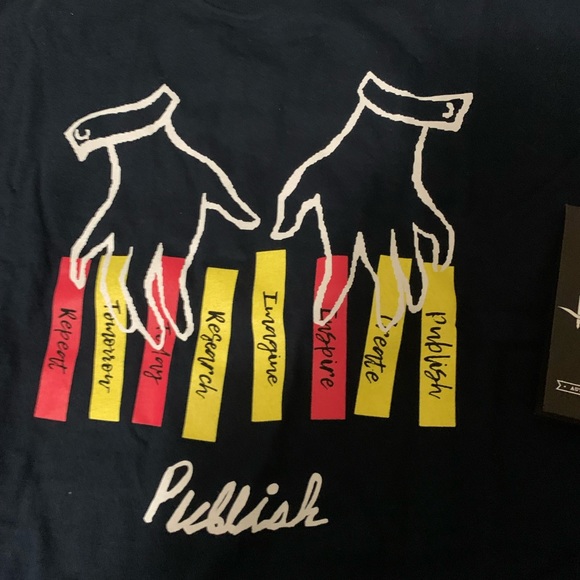 Repeat
Tomorrow
Research
Imagine
Inspire
Create
Publish
Publish